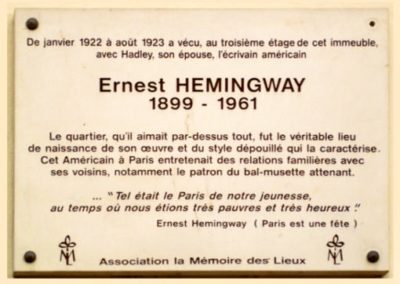 De janvier 1922 à août 1923 a vécu, au troisième étage de cet immeuble,
avec Hadley, son épouse, l'écrivain américain
Ernest HEMINGWAY
1899 - 1961
Le quartier, qu'il aimait par-dessus tout, fut le véritable lieu
de naissance de son œuvre et du style dépouillé qui la caractérise.
Cet Américain à Paris entretenait des relations familières avec
ses voisins, notamment le patron du bal-musette attenant.
... "Tel était le Paris de notre jeunesse,
au temps où nous étions très pauvres et très heureux."
Ernest Hemingway ( Paris est une fête )
Association la Mémoire des Lieux